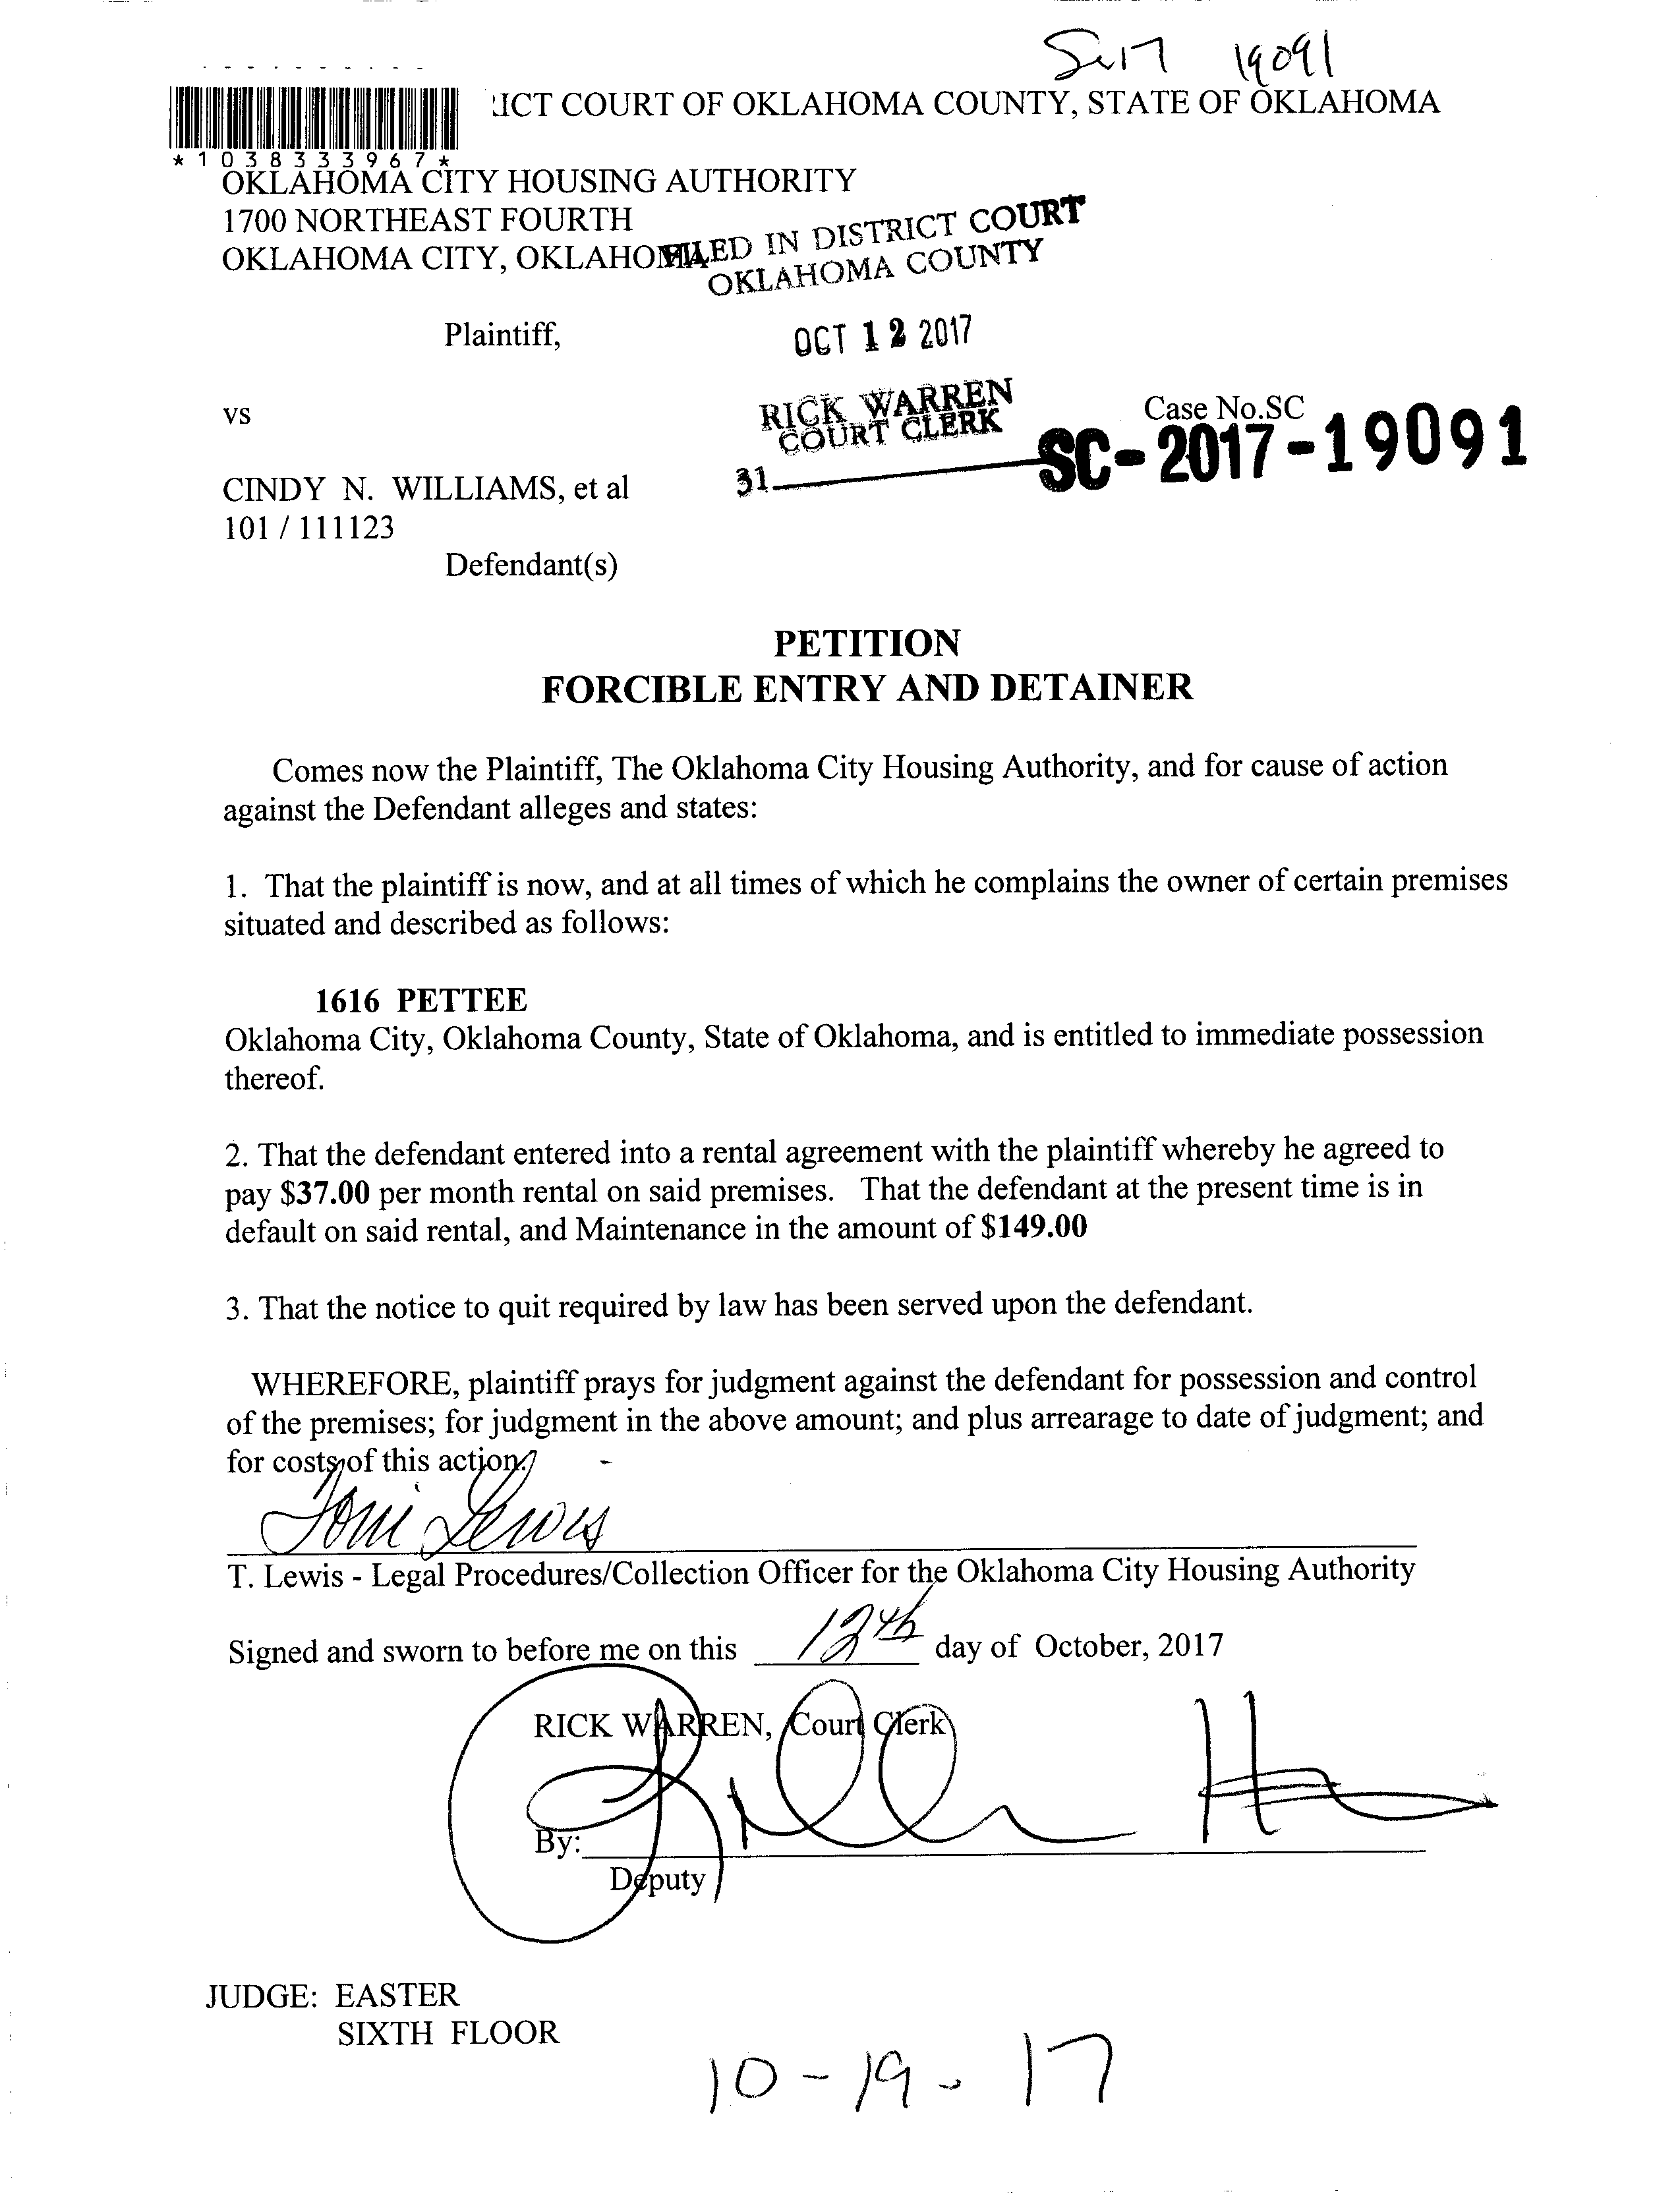 19091
ICT COURT OF OKLAHOMA COUNTY, STATE OF OKLAHOMA
*1038333967*
OKLAHOMA CITY HOUSING AUTHORITY
1700 NORTHEAST FOURTH
OKLAHOMA CITY, OKLAHOMA
FILED IN DISTRICT COURT
OKLAHOMA COUNTY
Plaintiff,
OCT 12 2017
vs
RICK WARREN
COURT CLERK
Case No.SC
SC-2017-19091
31
CINDY N. WILLIAMS, et al
101 / 111123
Defendant(s)
PETITION
FORCIBLE ENTRY AND DETAINER
Comes now the Plaintiff, The Oklahoma City Housing Authority, and for cause of action
against the Defendant alleges and states:
1. That the plaintiff is now, and at all times of which he complains the owner of certain premises
situated and described as follows:
1616 PETTEE
Oklahoma City, Oklahoma County, State of Oklahoma, and is entitled to immediate possession
thereof.
2. That the defendant entered into a rental agreement with the plaintiff whereby he agreed to
pay $37.00 per month rental on said premises. That the defendant at the present time is in
default on said rental, and Maintenance in the amount of $149.00
3. That the notice to quit required by law has been served upon the defendant.
WHEREFORE, plaintiff prays for judgment against the defendant for possession and control
of the premises; for judgment in the above amount; and plus arrearage to date of judgment; and
for costs of this action.
Toni Lewis
T. Lewis - Legal Procedures/Collection Officer for the Oklahoma City Housing Authority
Signed and sworn to before me on this 12th day of October, 2017
RICK WARREN, Court Clerk
By:
Deputy
JUDGE: EASTER
SIXTH FLOOR
10-19-17